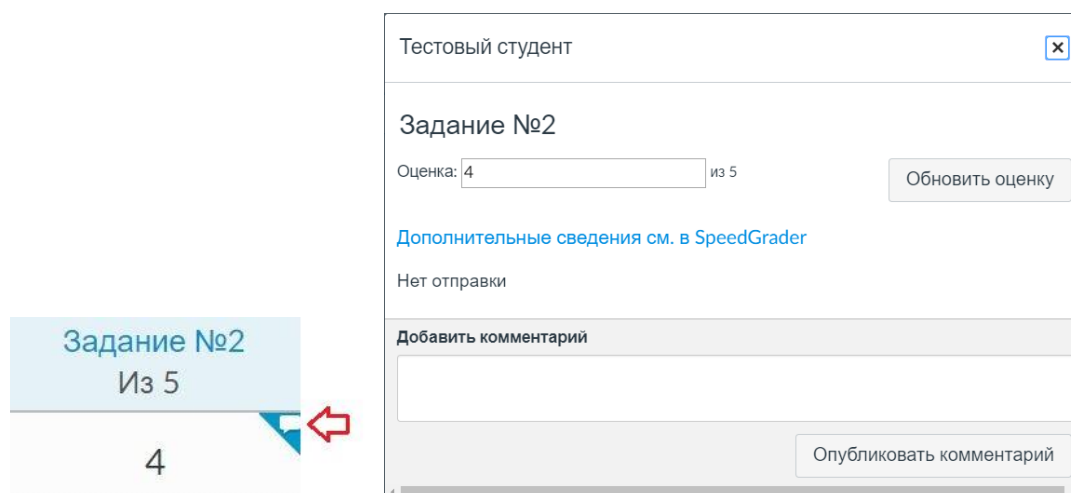 Тестовый студент
Задание №2
Оценка: 4 из 5
Обновить оценку
Дополнительные сведения см. в SpeedGrader
Нет отправки
Добавить комментарий
Опубликовать комментарий
Задание №2
Из 5
4